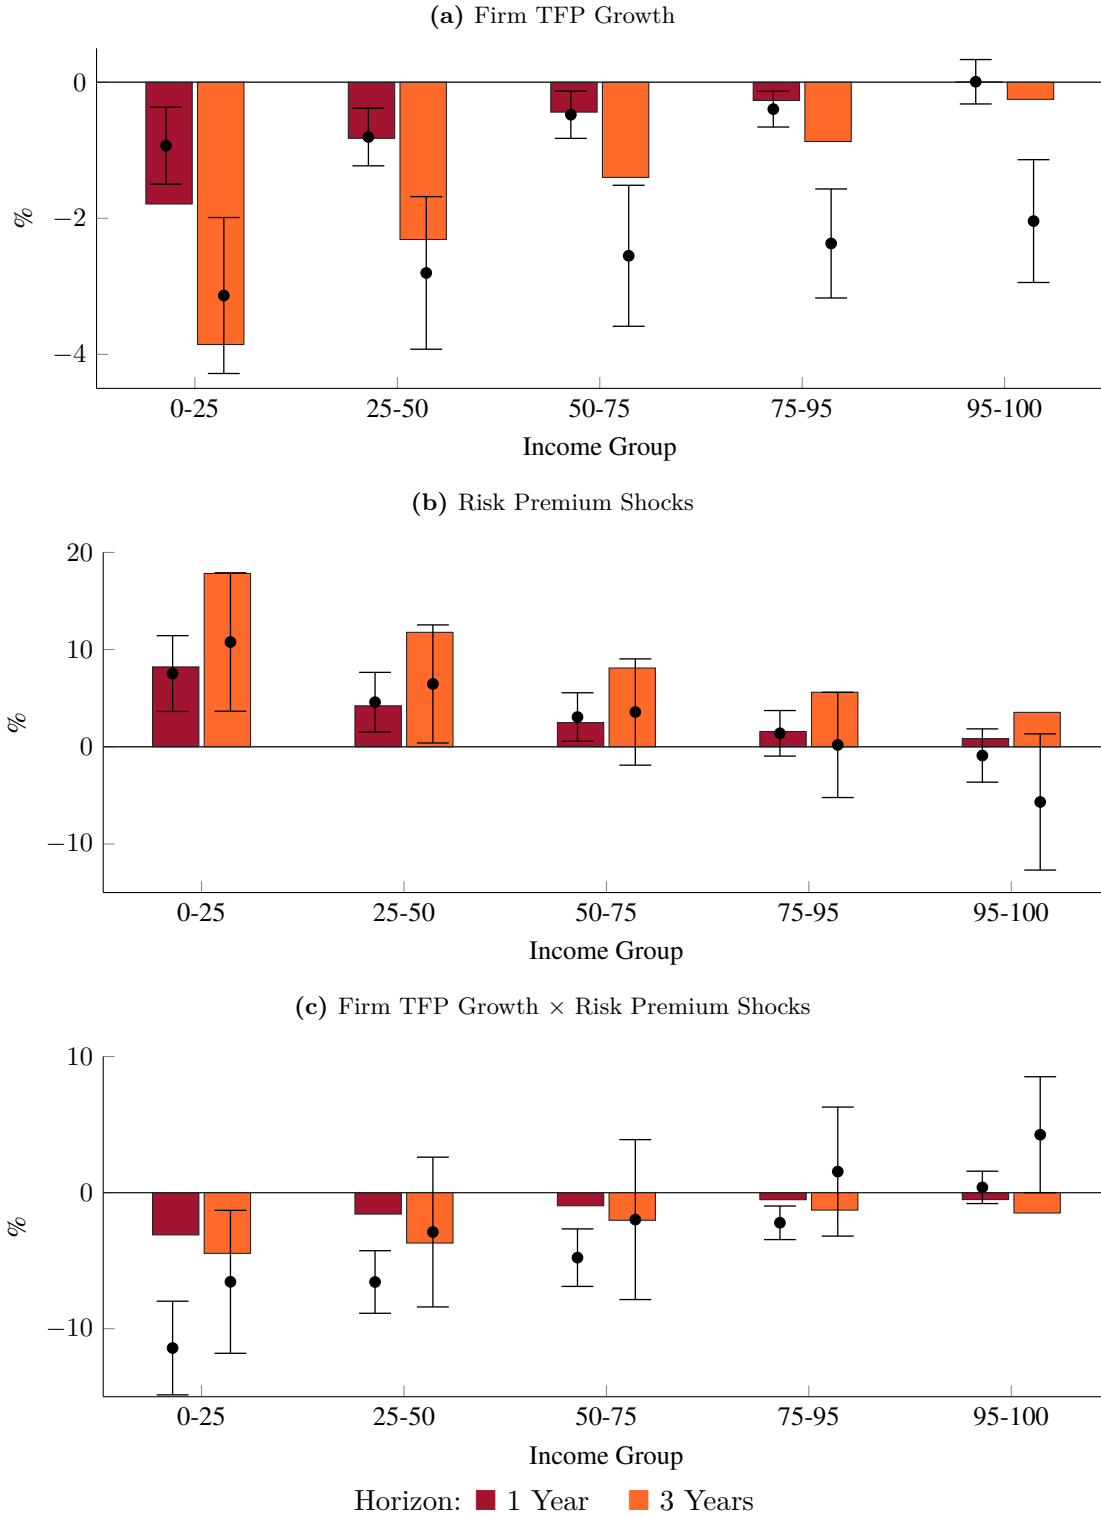 (a) Firm TFP Growth
0
−2
−4
%
0-25 25-50 50-75 75-95 95-100
Income Group
(b) Risk Premium Shocks
20
10
0
−10
%
0-25 25-50 50-75 75-95 95-100
Income Group
(c) Firm TFP Growth × Risk Premium Shocks
10
0
−10
%
0-25 25-50 50-75 75-95 95-100
Income Group
Horizon: 1 Year 3 Years